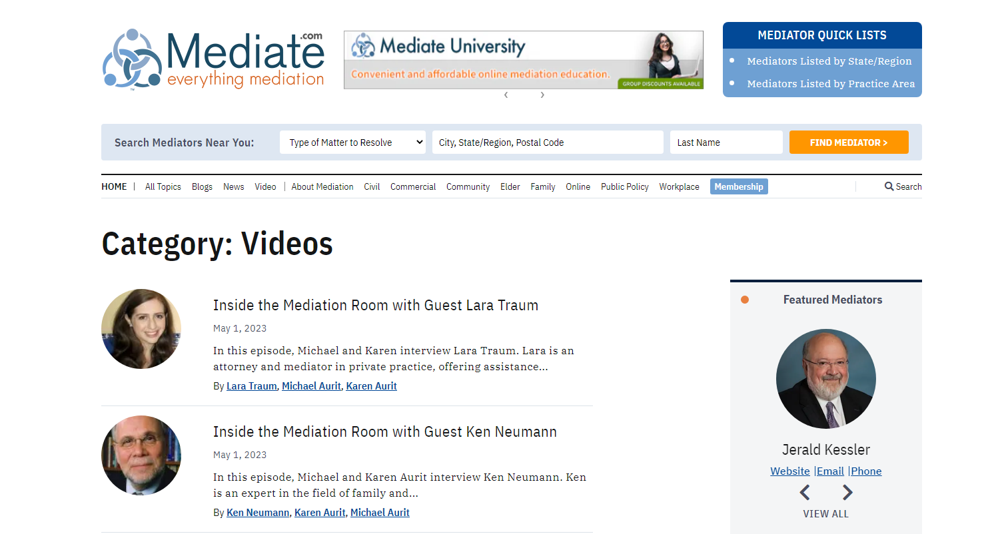 Mediate.com
everything mediation
TM
Mediate University
Convenient and affordable online mediation education.
GROUP DISCOUNTS AVAILABLE
‹ ›
MEDIATOR QUICK LISTS
• Mediators Listed by State/Region
• Mediators Listed by Practice Area
Search Mediators Near You: Type of Matter to Resolve City, State/Region, Postal Code Last Name FIND MEDIATOR >
HOME | All Topics Blogs News Video | About Mediation Civil Commercial Community Elder Family Online Public Policy Workplace Membership Search
Category: Videos
Inside the Mediation Room with Guest Lara Traum
May 1, 2023
In this episode, Michael and Karen interview Lara Traum. Lara is an
attorney and mediator in private practice, offering assistance...
By Lara Traum, Michael Aurit, Karen Aurit
Inside the Mediation Room with Guest Ken Neumann
May 1, 2023
In this episode, Michael and Karen Aurit interview Ken Neumann. Ken
is an expert in the field of family and...
By Ken Neumann, Karen Aurit, Michael Aurit
Featured Mediators
Jerald Kessler
Website |Email |Phone
VIEW ALL